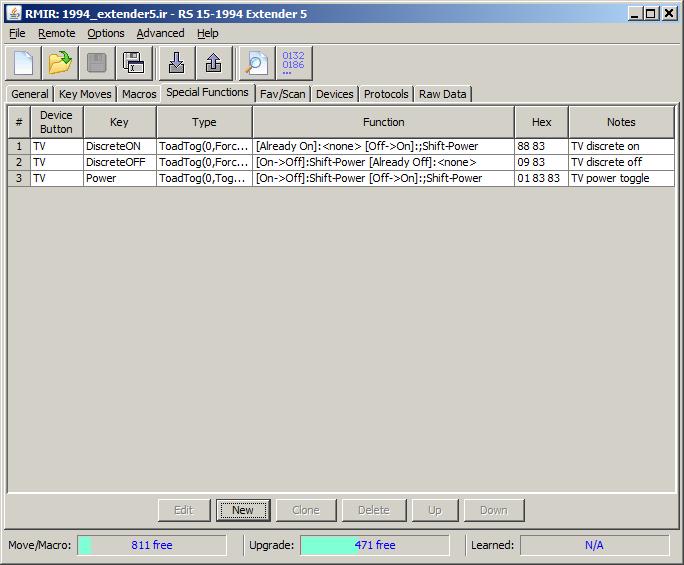 RMIR: 1994_extender5.ir - RS 15-1994 Extender 5
File Remote Options Advanced Help
0132
0186
General Key Moves Macros Special Functions Fav/Scan Devices Protocols Raw Data
# Device Button Key Type Function Hex Notes
1 TV DiscreteON ToadTog(0,Forc... [Already On]:<none> [Off->On]:;Shift-Power 88 83 TV discrete on
2 TV DiscreteOFF ToadTog(0,Forc... [On->Off]:Shift-Power [Already Off]:<none> 09 83 TV discrete off
3 TV Power ToadTog(0,Tog... [On->Off]:Shift-Power [Off->On]:;Shift-Power 01 83 83 TV power toggle
Edit New Clone Delete Up Down
Move/Macro: 811 free Upgrade: 471 free Learned: N/A